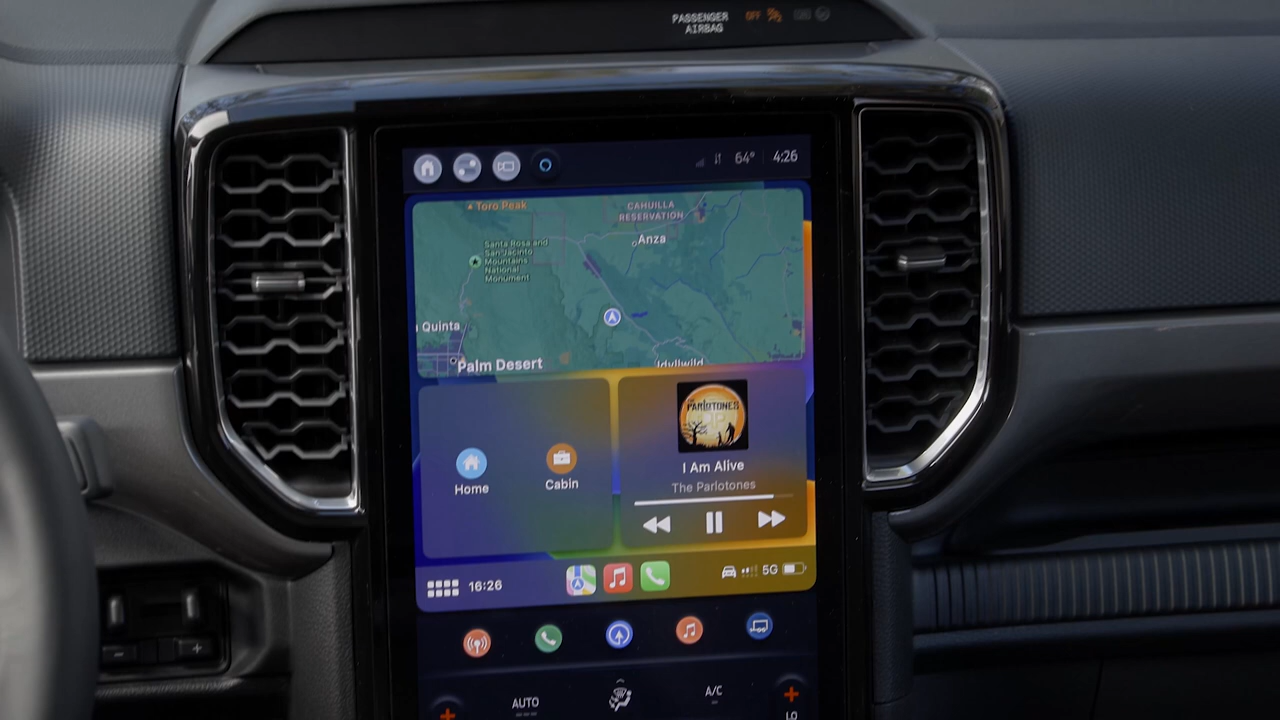 PASSENGER
AIRBAG
OFF
64° 4:26
Toro Peak
CAHUILLA
RESERVATION
Anza
Santa Rosa and
San Jacinto
Mountains
National
Monument
Quinta
Palm Desert
Idyllwild
PARLOTONES
I Am Alive
The Parlotones
Home
Cabin
16:26
5G
AUTO
A/C
LO